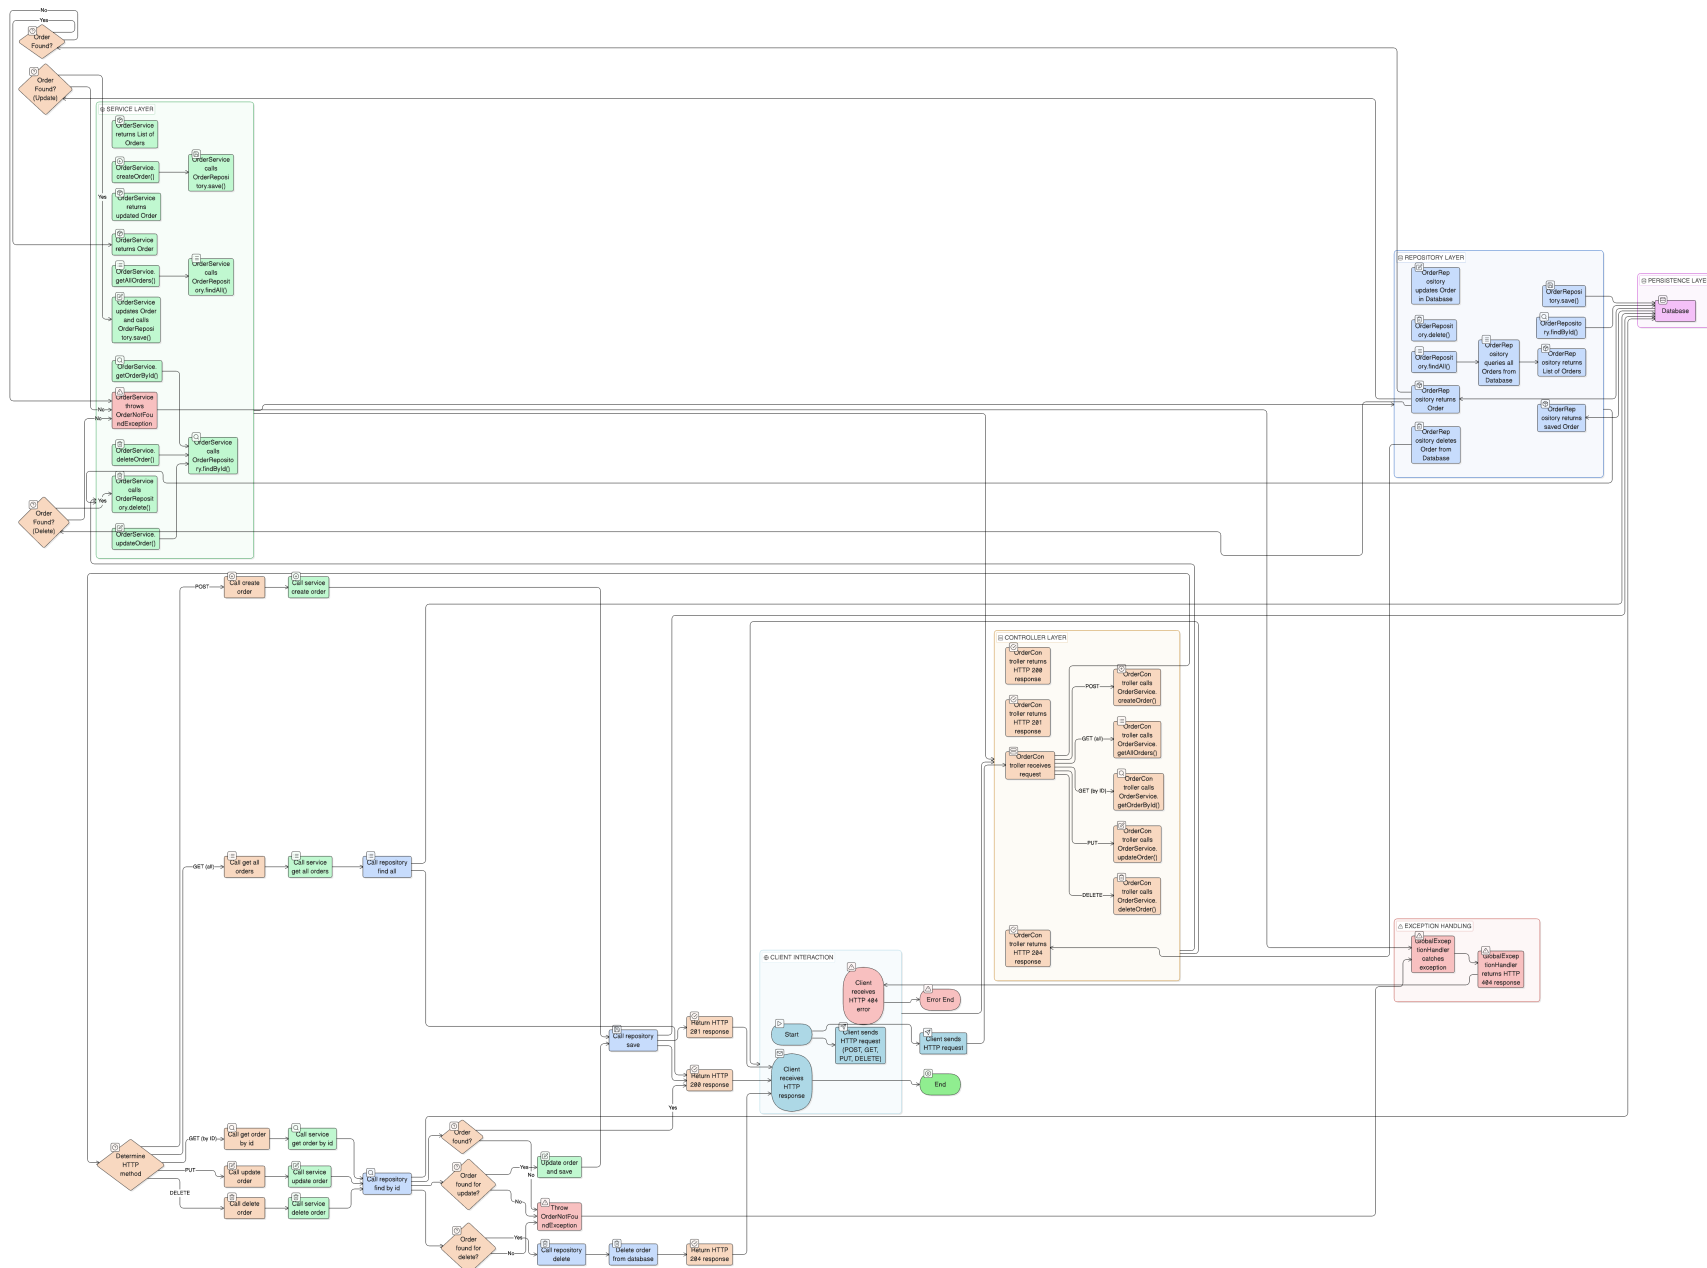 No
Yes
Order
Found?
Order
Found?
(Update)
SERVICE LAYER
OrderService
returns List of
Orders
OrderService.
createOrder()
OrderService
calls
OrderReposi
tory.save()
Yes
OrderService
returns
updated Order
OrderService
returns Order
OrderService.
getAllOrders()
OrderService
calls
OrderReposit
ory.findAll()
OrderService
updates Order
and calls
OrderReposi
tory.save()
OrderService.
getOrderById()
OrderService
throws
OrderNotFou
ndException
No
No
OrderService.
deleteOrder()
OrderService
calls
OrderReposito
ry.findById()
OrderService
calls
OrderReposit
ory.delete()
Yes
Order
Found?
(Delete)
OrderService.
updateOrder()
REPOSITORY LAYER
OrderRep
ository
updates Order
in Database
OrderReposi
tory.save()
OrderReposit
ory.delete()
OrderReposito
ry.findById()
OrderReposit
ory.findAll()
OrderRep
ository
queries all
Orders from
Database
OrderRep
ository returns
List of Orders
OrderRep
ository returns
Order
OrderRep
ository returns
saved Order
OrderRep
ository deletes
Order from
Database
PERSISTENCE LAYE
Database
POST
Call create
order
Call service
create order
CONTROLLER LAYER
OrderCon
troller returns
HTTP 200
response
OrderCon
troller returns
HTTP 201
response
OrderCon
troller receives
request
POST
OrderCon
troller calls
OrderService.
createOrder()
GET (all)
OrderCon
troller calls
OrderService.
getAllOrders()
GET (by ID)
OrderCon
troller calls
OrderService.
getOrderById()
PUT
OrderCon
troller calls
OrderService.
updateOrder()
DELETE
OrderCon
troller calls
OrderService.
deleteOrder()
OrderCon
troller returns
HTTP 204
response
GET (all)
Call get all
orders
Call service
get all orders
Call repository
find all
EXCEPTION HANDLING
GlobalExcep
tionHandler
catches
exception
GlobalExcep
tionHandler
returns HTTP
404 response
CLIENT INTERACTION
Client
receives
HTTP 404
error
Error End
Start
Client sends
HTTP request
(POST, GET,
PUT, DELETE)
Client sends
HTTP request
Client
receives
HTTP
response
End
Call repository
save
Return HTTP
201 response
Return HTTP
200 response
Yes
Determine
HTTP
method
GET (by ID)
Call get order
by id
Call service
get order by id
PUT
Call update
order
Call service
update order
DELETE
Call delete
order
Call service
delete order
Call repository
find by id
Order
found?
Order
found for
update?
Yes
No
Update order
and save
No
Throw
OrderNotFou
ndException
Order
found for
delete?
Yes
No
Call repository
delete
Delete order
from database
Return HTTP
204 response